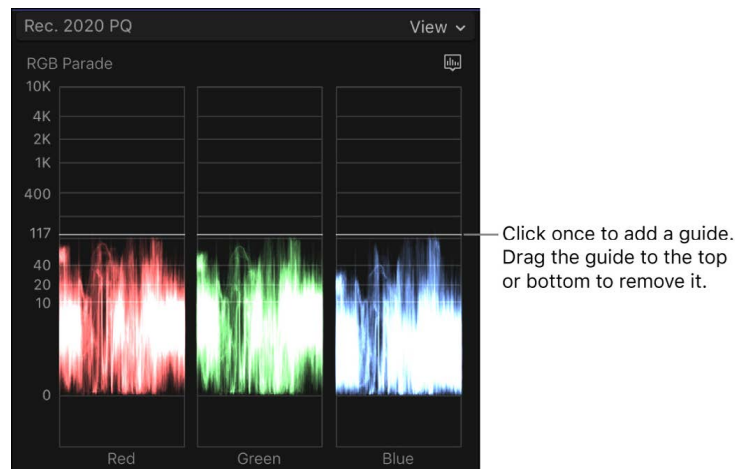 Rec. 2020 PQ
View
RGB Parade
10K
4K
2K
1K
400
117
40
20
10
0
Red
Green
Blue
Click once to add a guide.
Drag the guide to the top
or bottom to remove it.